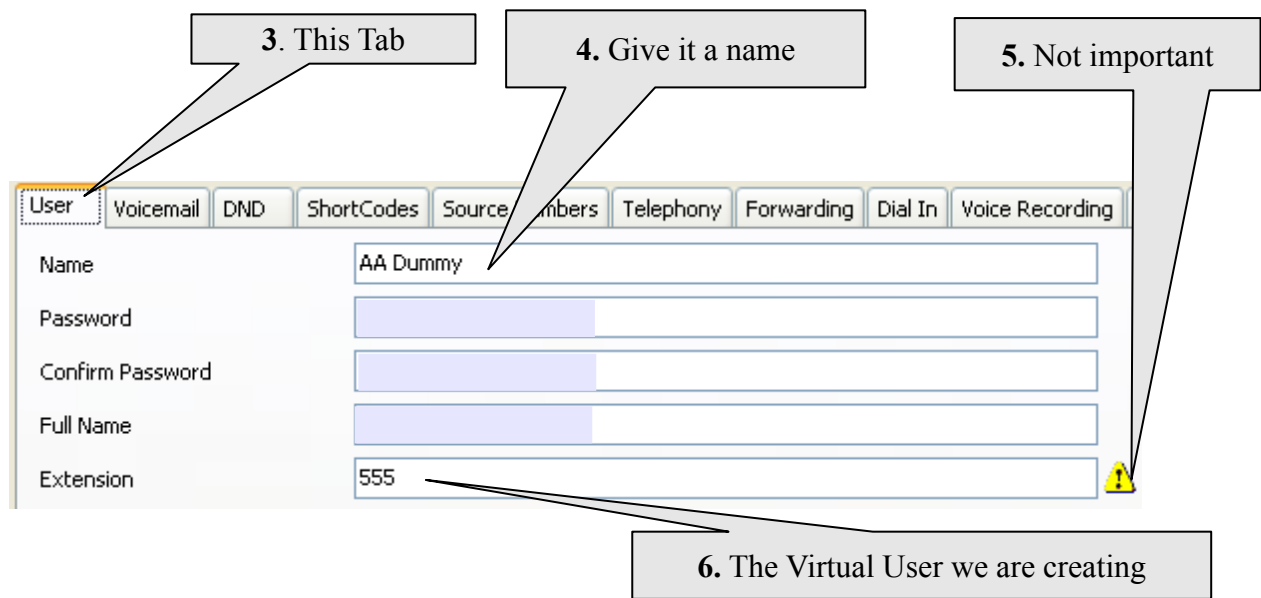 3. This Tab
4. Give it a name
5. Not important
User Voicemail DND ShortCodes Source Numbers Telephony Forwarding Dial In Voice Recording
Name AA Dummy
Password
Confirm Password
Full Name
Extension 555
6. The Virtual User we are creating